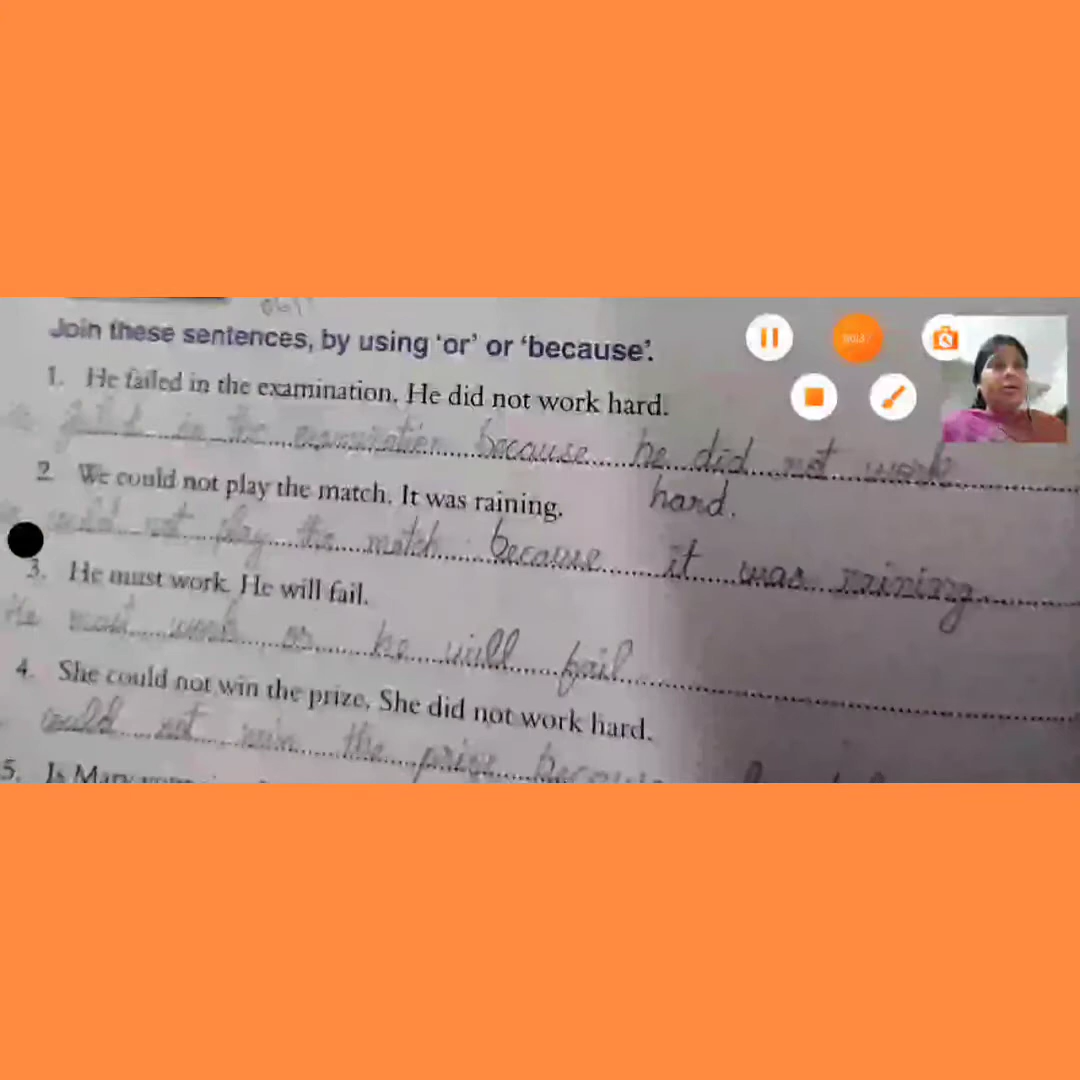 Join these sentences, by using 'or' or 'because'.
1. He failed in the examination. He did not work hard.
failed in the examination because he did not work
hard.
2. We could not play the match. It was raining.
could not play the match because it was raining.
3. He must work. He will fail.
He must work or he will fail
4. She could not win the prize. She did not work hard.
could not win the prize
5. Is Mary